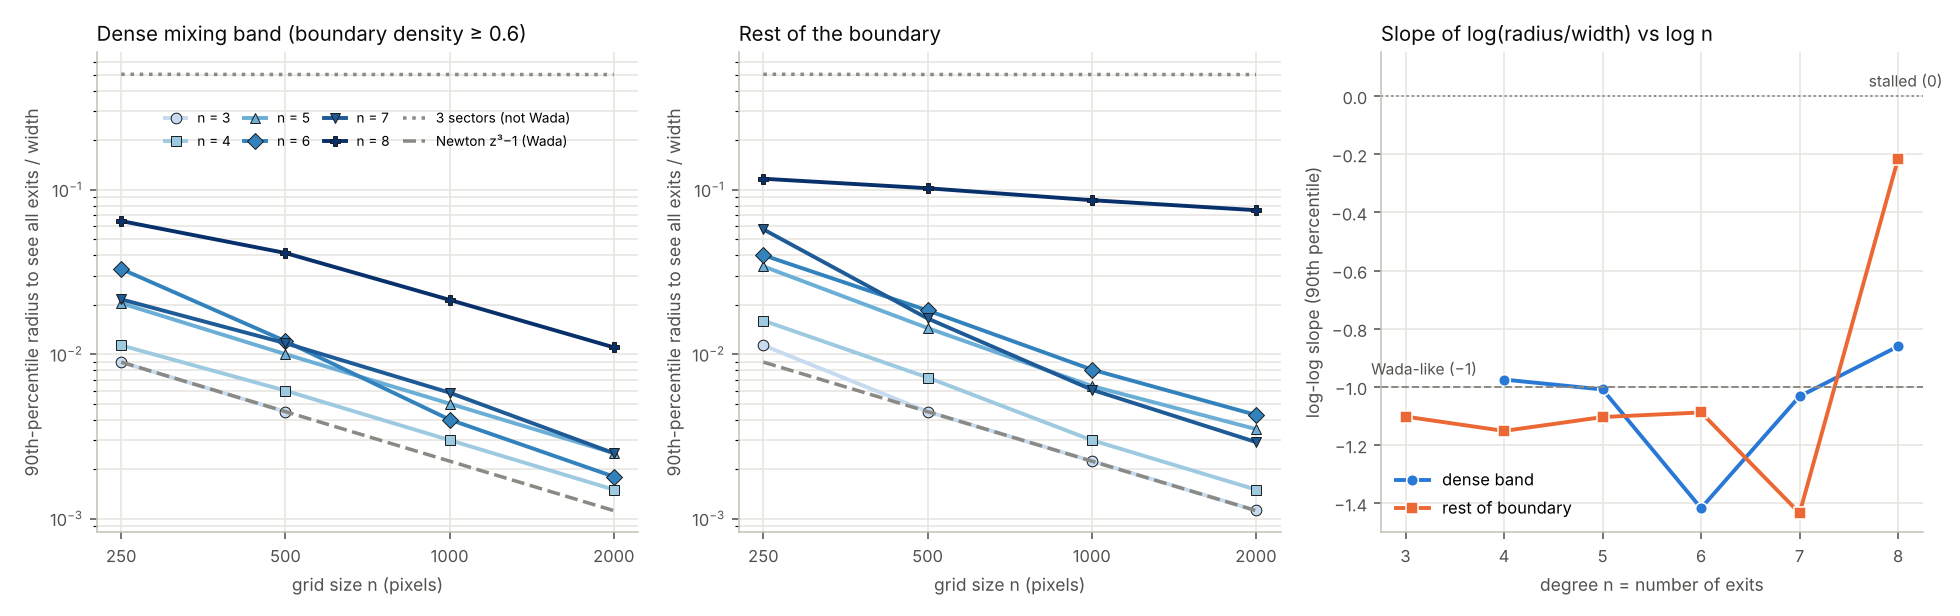 Dense mixing band (boundary density ≥ 0.6)
90th-percentile radius to see all exits / width
10⁻¹
10⁻²
10⁻³
n = 3
n = 5
n = 7
3 sectors (not Wada)
n = 4
n = 6
n = 8
Newton z³−1 (Wada)
250
500
1000
2000
grid size n (pixels)
Rest of the boundary
90th-percentile radius to see all exits / width
10⁻¹
10⁻²
10⁻³
250
500
1000
2000
grid size n (pixels)
Slope of log(radius/width) vs log n
log-log slope (90th percentile)
stalled (0)
0.0
−0.2
−0.4
−0.6
−0.8
Wada-like (−1)
−1.0
−1.2
−1.4
dense band
rest of boundary
3
4
5
6
7
8
degree n = number of exits